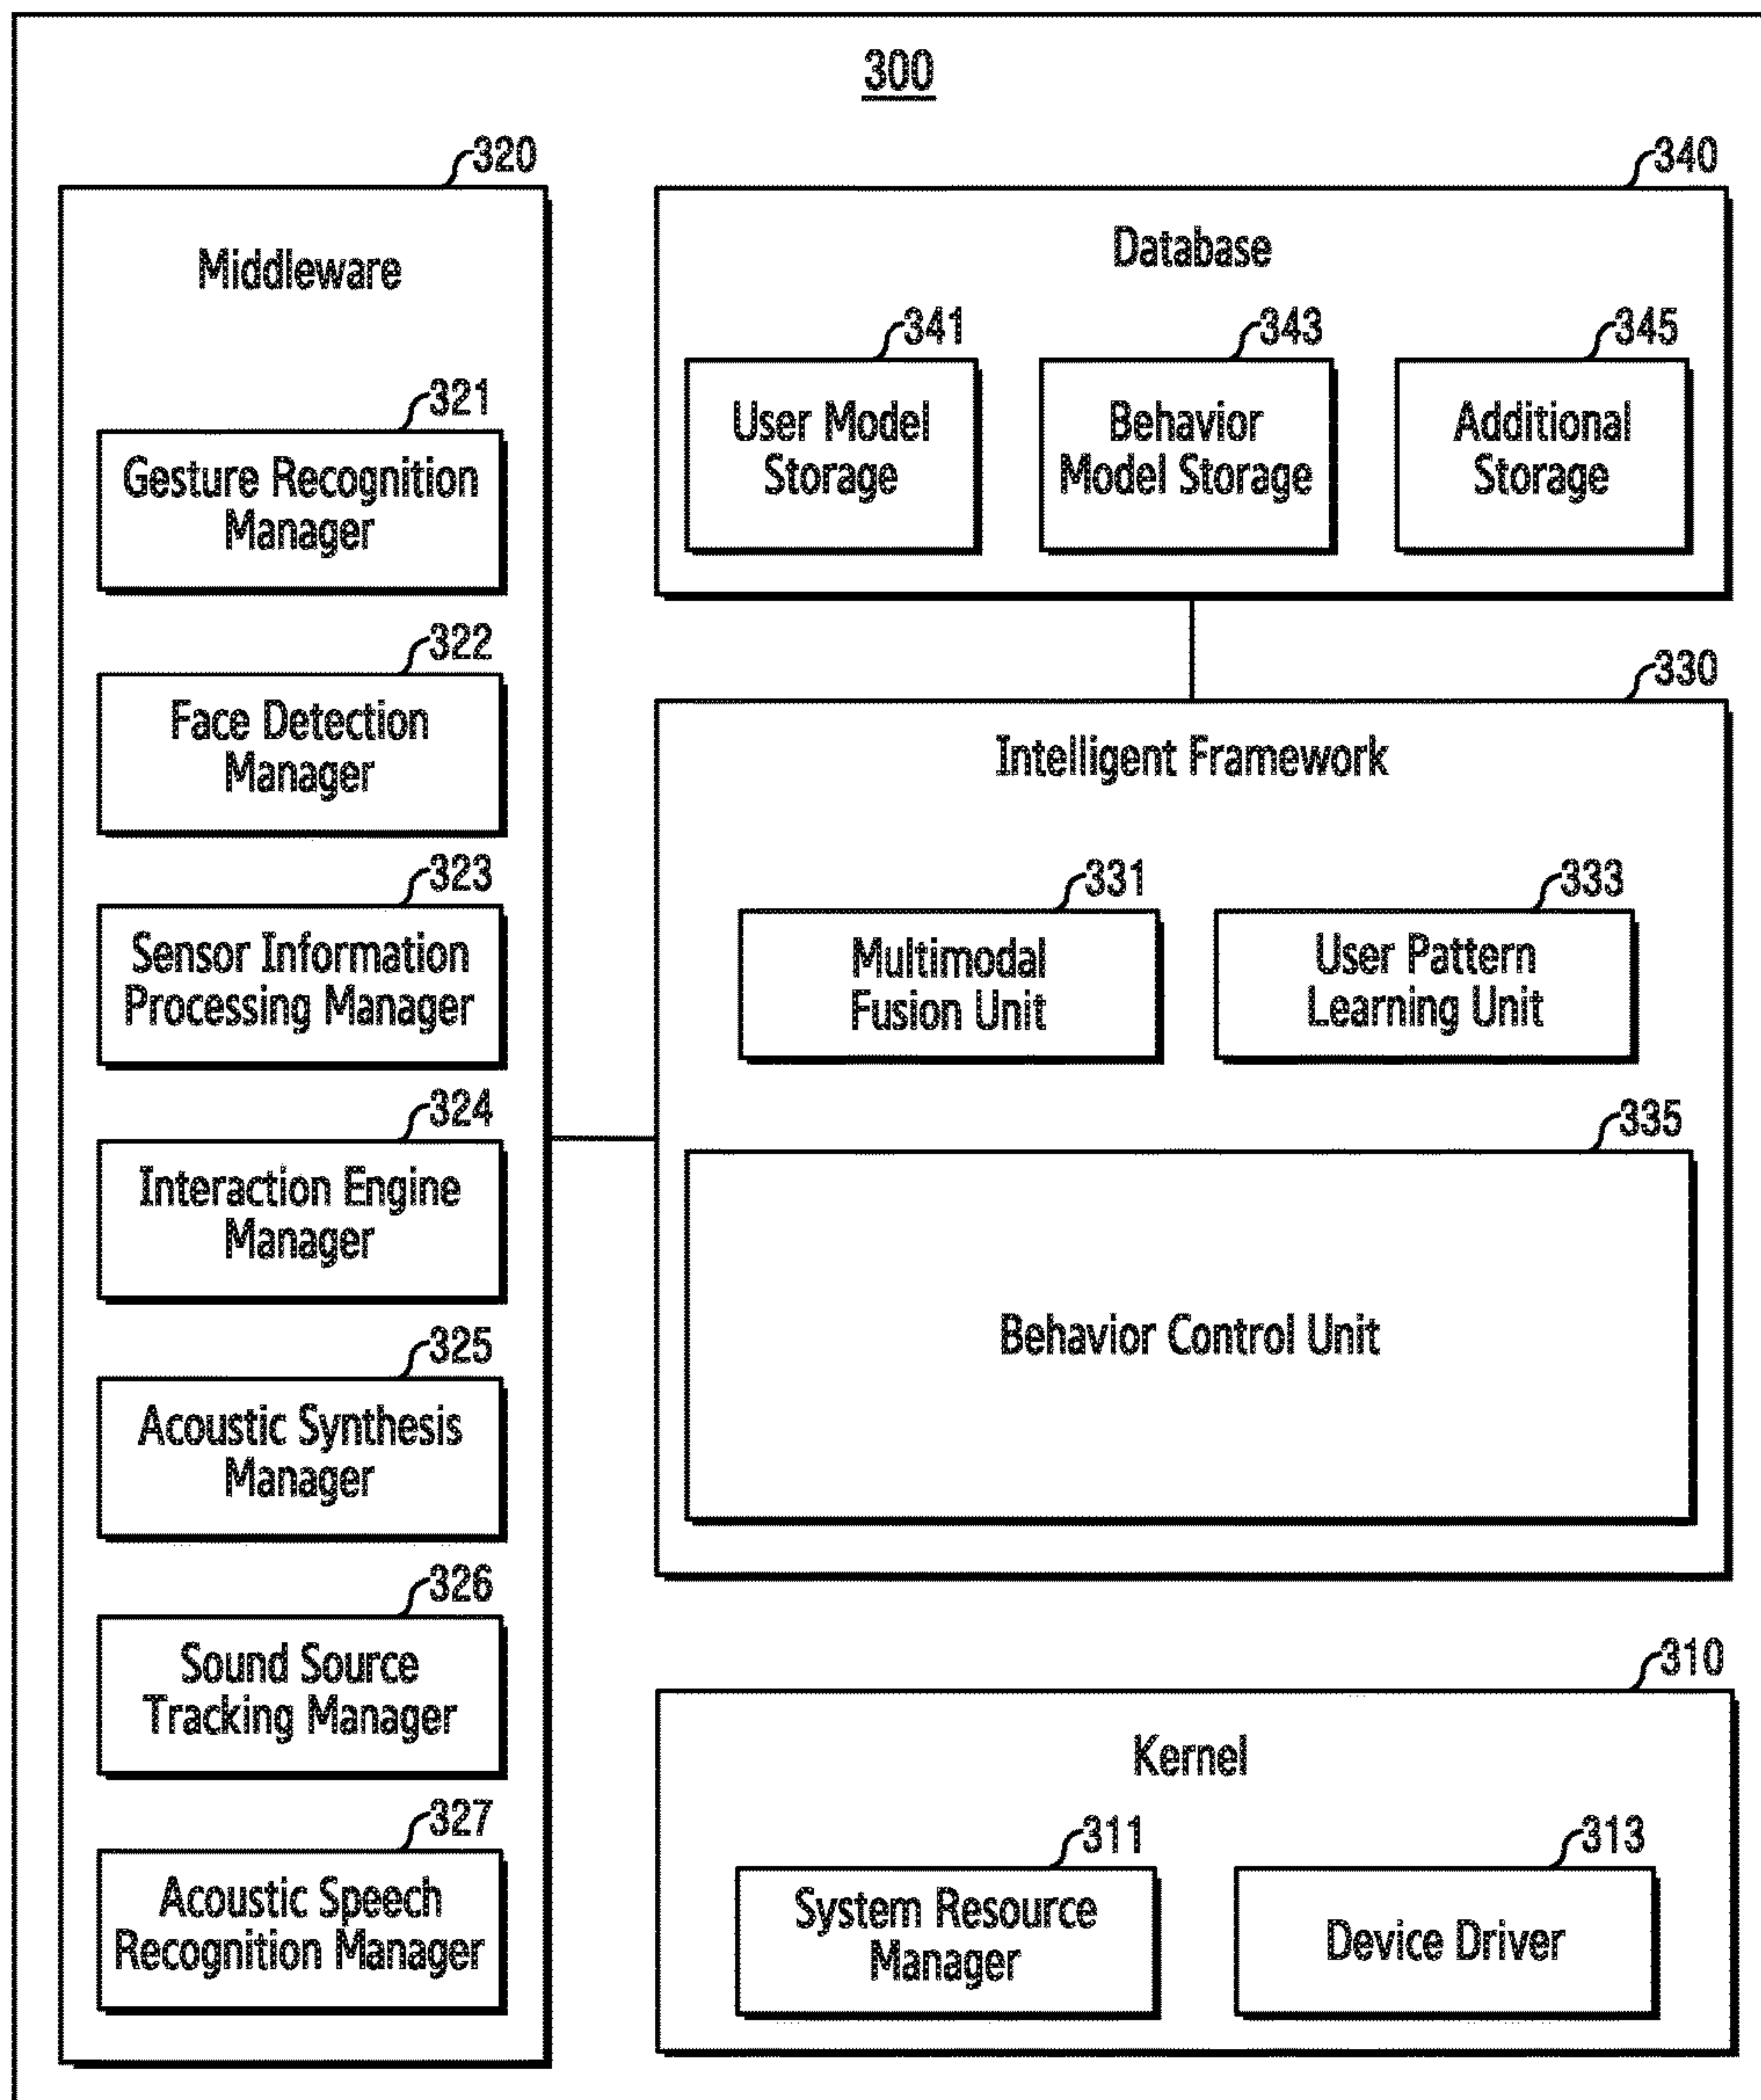 300
320
Middleware
321
Gesture Recognition
Manager
322
Face Detection
Manager
323
Sensor Information
Processing Manager
324
Interaction Engine
Manager
325
Acoustic Synthesis
Manager
326
Sound Source
Tracking Manager
327
Acoustic Speech
Recognition Manager
340
Database
341
User Model
Storage
343
Behavior
Model Storage
345
Additional
Storage
330
Intelligent Framework
331
Multimodal
Fusion Unit
333
User Pattern
Learning Unit
335
Behavior Control Unit
310
Kernel
311
System Resource
Manager
313
Device Driver